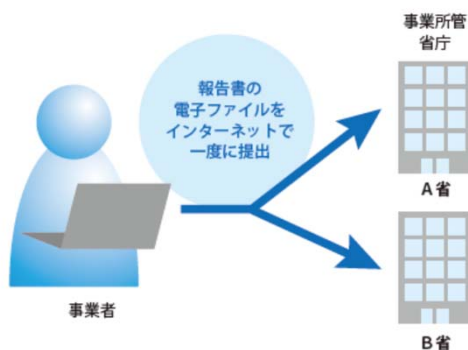 事業所管
省庁
報告書の
電子ファイルを
インターネットで
一度に提出
A省
事業者
B省